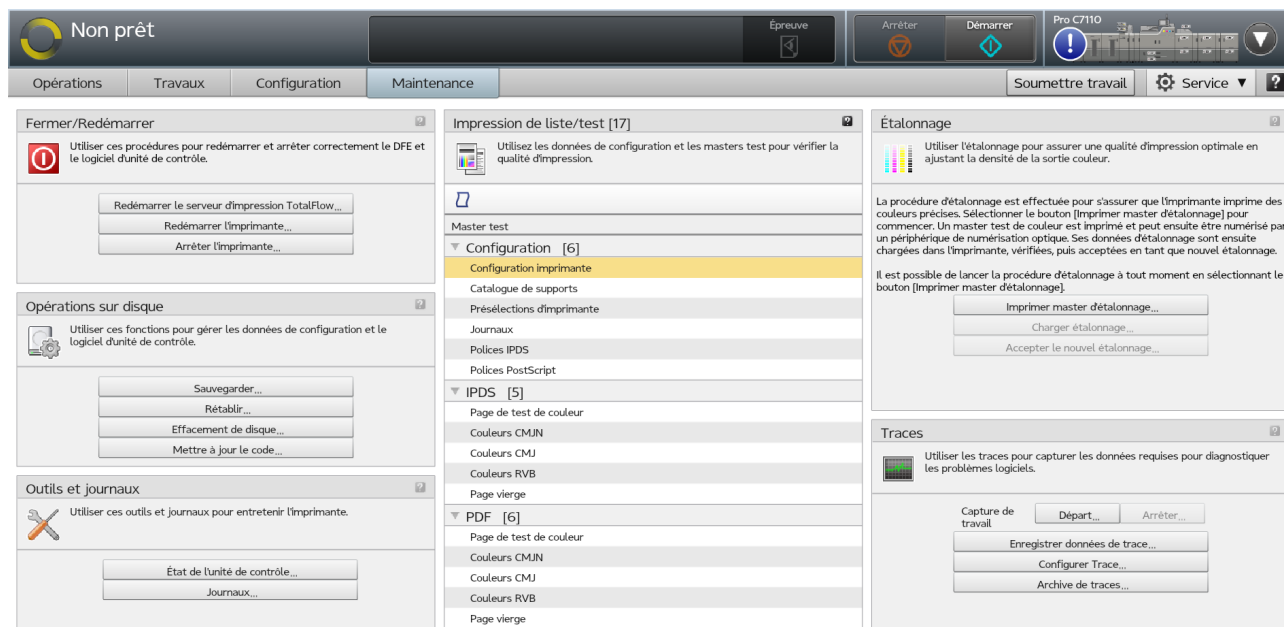 Non prêt
Épreuve
Arrêter
Démarrer
Pro C7110
Opérations
Travaux
Configuration
Maintenance
Soumettre travail
Service
?
Fermer/Redémarrer
Utiliser ces procédures pour redémarrer et arrêter correctement le DFE et
le logiciel d'unité de contrôle.
Redémarrer le serveur d'impression TotalFlow...
Redémarrer l'imprimante...
Arrêter l'imprimante...
Opérations sur disque
Utiliser ces fonctions pour gérer les données de configuration et le
logiciel d'unité de contrôle.
Sauvegarder...
Rétablir...
Effacement de disque...
Mettre à jour le code...
Outils et journaux
Utiliser ces outils et journaux pour entretenir l'imprimante.
État de l'unité de contrôle...
Journaux...
Impression de liste/test [17]
Utilisez les données de configuration et les masters test pour vérifier la
qualité d'impression.
Master test
Configuration [6]
Configuration imprimante
Catalogue de supports
Présélections d'imprimante
Journaux
Polices IPDS
Polices PostScript
IPDS [5]
Page de test de couleur
Couleurs CMJN
Couleurs CMJ
Couleurs RVB
Page vierge
PDF [6]
Page de test de couleur
Couleurs CMJN
Couleurs CMJ
Couleurs RVB
Page vierge
Étalonnage
Utiliser l'étalonnage pour assurer une qualité d'impression optimale en
ajustant la densité de la sortie couleur.
La procédure d'étalonnage est effectuée pour s'assurer que l'imprimante imprime des
couleurs précises. Sélectionner le bouton [Imprimer master d'étalonnage] pour
commencer. Un master test de couleur est imprimé et peut ensuite être numérisé par
un périphérique de numérisation optique. Ses données d'étalonnage sont ensuite
chargées dans l'imprimante, vérifiées, puis acceptées en tant que nouvel étalonnage.
Il est possible de lancer la procédure d'étalonnage à tout moment en sélectionnant le
bouton [Imprimer master d'étalonnage].
Imprimer master d'étalonnage...
Charger étalonnage...
Accepter le nouvel étalonnage...
Traces
Utiliser les traces pour capturer les données requises pour diagnostiquer
les problèmes logiciels.
Capture de
travail
Départ...
Arrêter...
Enregistrer données de trace...
Configurer Trace...
Archive de traces...